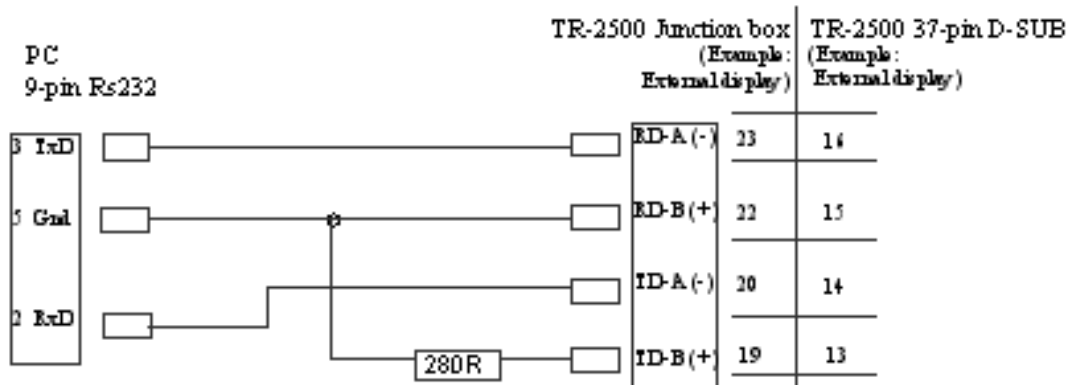 PC
9-pin Rs232
TR-2500 Junction box
(Example:
External display)
TR-2500 37-pin D-SUB
(Example:
External display)
3 TxD
RD-A (-) 23 16
5 Gnd
RD-B (+) 22 15
TD-A (-) 20 14
2 RxD
280R
TD-B (+) 19 13